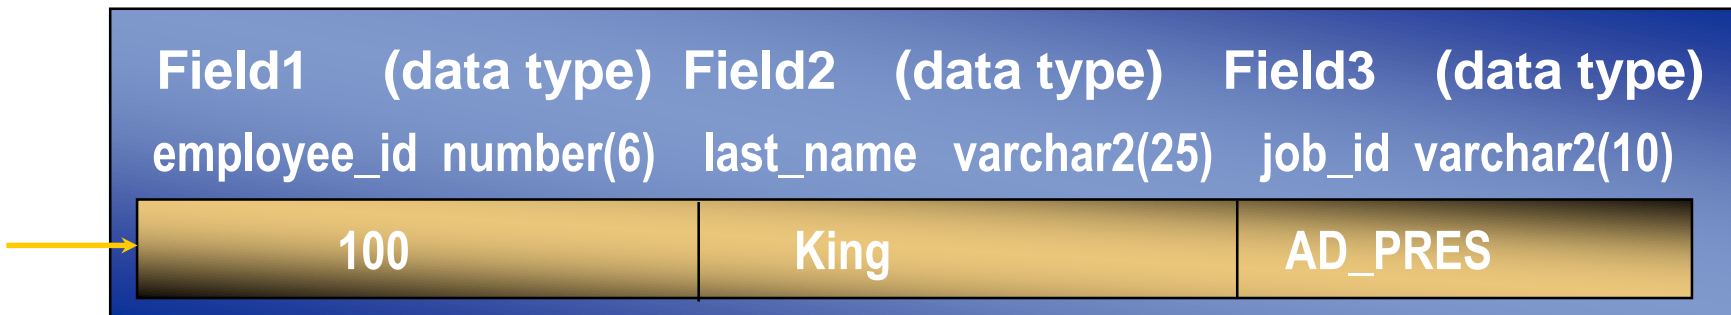 Field1 (data type) Field2 (data type) Field3 (data type)
employee_id number(6) last_name varchar2(25) job_id varchar2(10)
100 King AD_PRES